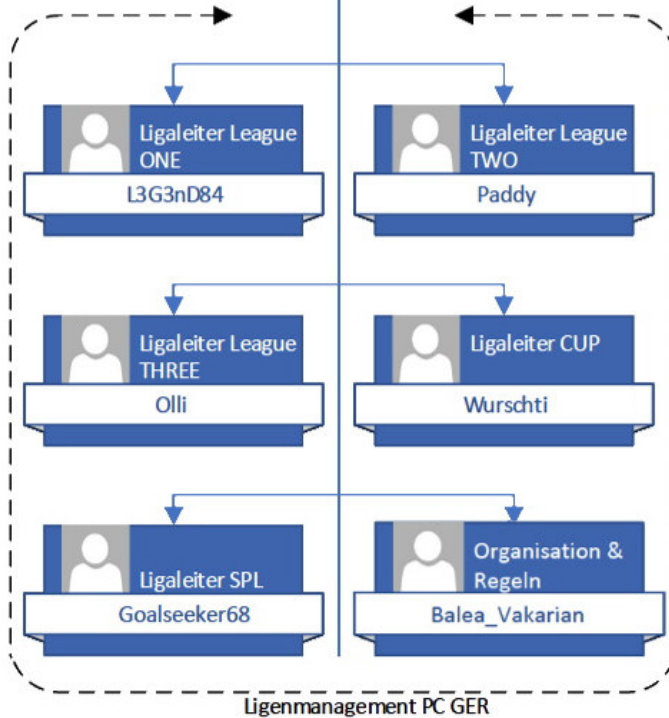 Ligaleiter League
ONE
L3G3nD84
Ligaleiter League
TWO
Paddy
Ligaleiter League
THREE
Olli
Ligaleiter CUP
Wurschti
Ligaleiter SPL
Goalseeker68
Organisation &
Regeln
Balea_Vakarian
Ligenmanagement PC GER